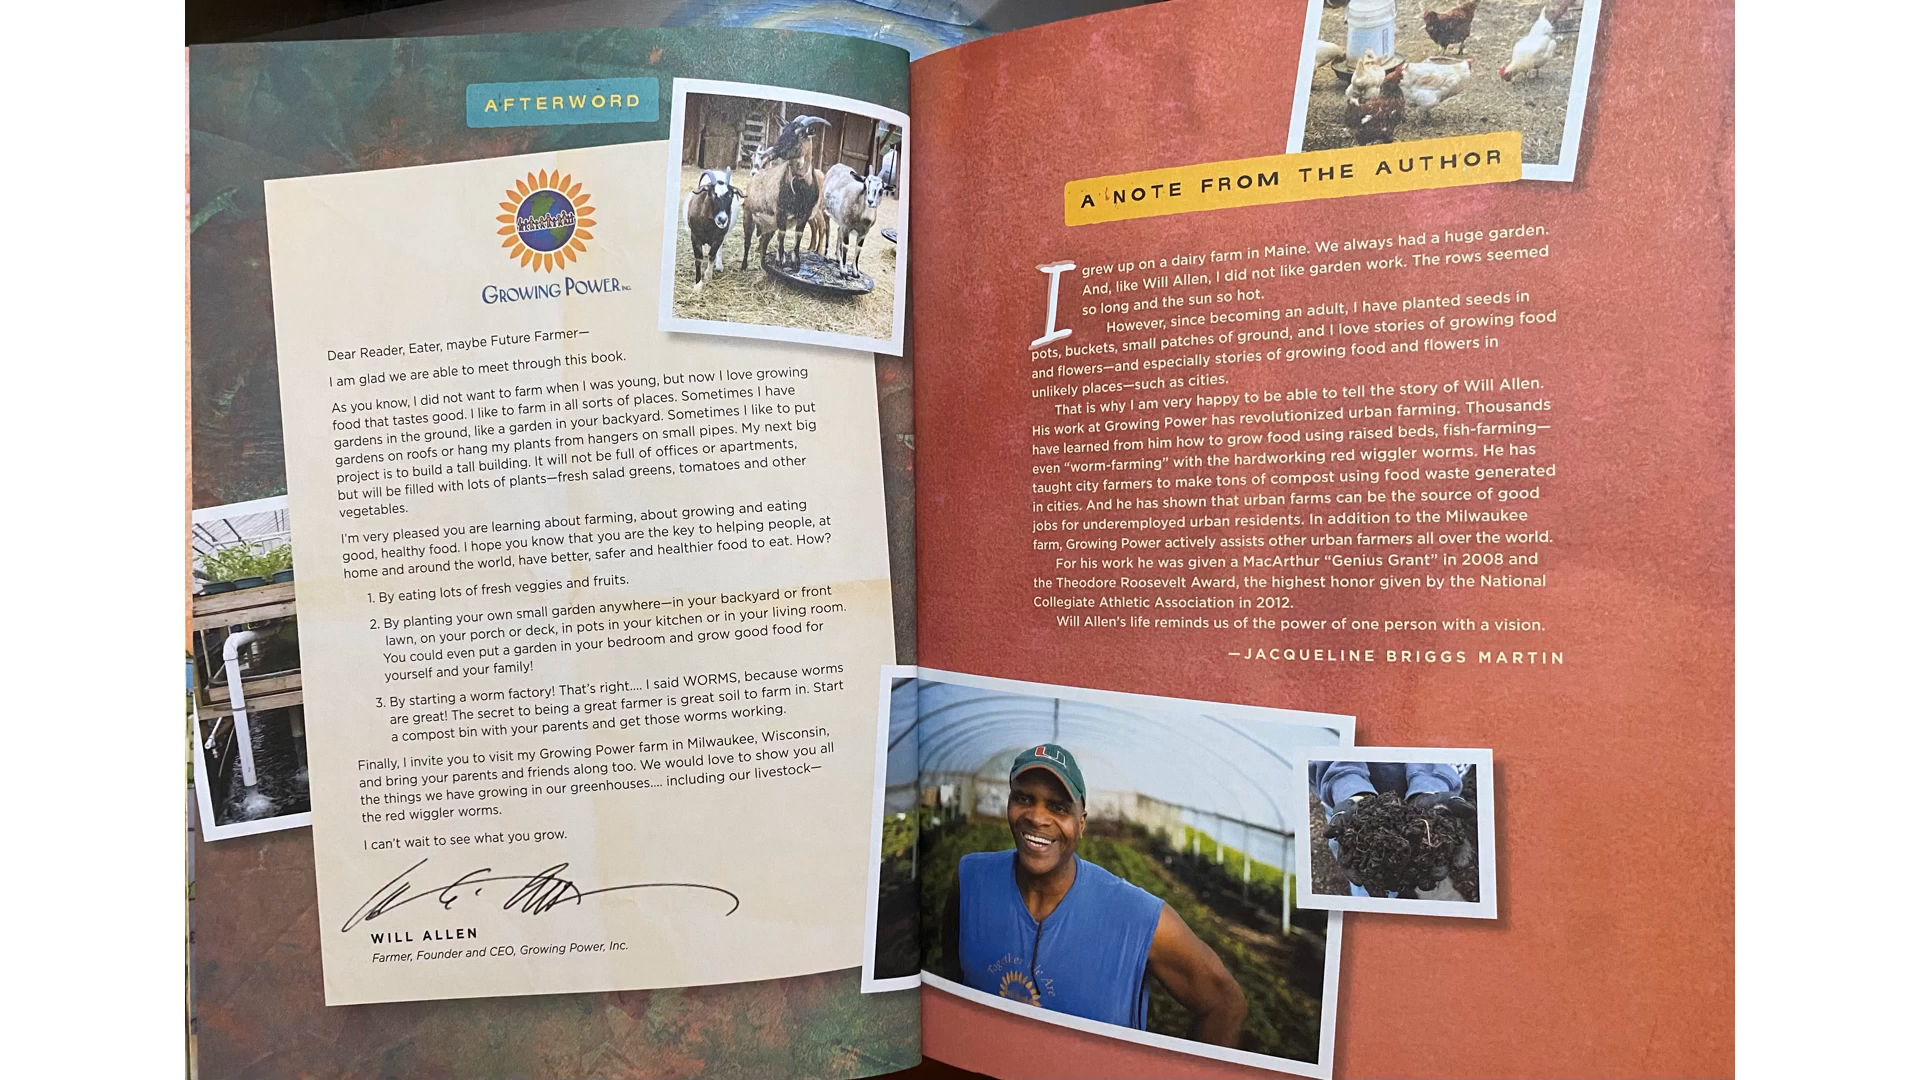 AFTERWORD
GROWING POWER INC.
Dear Reader, Eater, maybe Future Farmer—
I am glad we are able to meet through this book.
As you know, I did not want to farm when I was young, but now I love growing
food that tastes good. I like to farm in all sorts of places. Sometimes I have
gardens in the ground, like a garden in your backyard. Sometimes I like to put
gardens on roofs or hang my plants from hangers on small pipes. My next big
project is to build a tall building. It will not be full of offices or apartments,
but will be filled with lots of plants—fresh salad greens, tomatoes and other
vegetables.
I'm very pleased you are learning about farming, about growing and eating
good, healthy food. I hope you know that you are the key to helping people, at
home and around the world, have better, safer and healthier food to eat. How?
1. By eating lots of fresh veggies and fruits.
2. By planting your own small garden anywhere—in your backyard or front
lawn, on your porch or deck, in pots in your kitchen or in your living room.
You could even put a garden in your bedroom and grow good food for
yourself and your family!
3. By starting a worm factory! That's right.... I said WORMS, because worms
are great! The secret to being a great farmer is great soil to farm in. Start
a compost bin with your parents and get those worms working.
Finally, I invite you to visit my Growing Power farm in Milwaukee, Wisconsin,
and bring your parents and friends along too. We would love to show you all
the things we have growing in our greenhouses.... including our livestock—
the red wiggler worms.
I can't wait to see what you grow.
WILL ALLEN
Farmer, Founder and CEO, Growing Power, Inc.
A NOTE FROM THE AUTHOR
I grew up on a dairy farm in Maine. We always had a huge garden.
And, like Will Allen, I did not like garden work. The rows seemed
so long and the sun so hot.
However, since becoming an adult, I have planted seeds in
pots, buckets, small patches of ground, and I love stories of growing food
and flowers—and especially stories of growing food and flowers in
unlikely places—such as cities.
That is why I am very happy to be able to tell the story of Will Allen.
His work at Growing Power has revolutionized urban farming. Thousands
have learned from him how to grow food using raised beds, fish-farming—
even “worm-farming” with the hardworking red wiggler worms. He has
taught city farmers to make tons of compost using food waste generated
in cities. And he has shown that urban farms can be the source of good
jobs for underemployed urban residents. In addition to the Milwaukee
farm, Growing Power actively assists other urban farmers all over the world.
For his work he was given a MacArthur “Genius Grant” in 2008 and
the Theodore Roosevelt Award, the highest honor given by the National
Collegiate Athletic Association in 2012.
Will Allen's life reminds us of the power of one person with a vision.
—JACQUELINE BRIGGS MARTIN
U
Together We Are